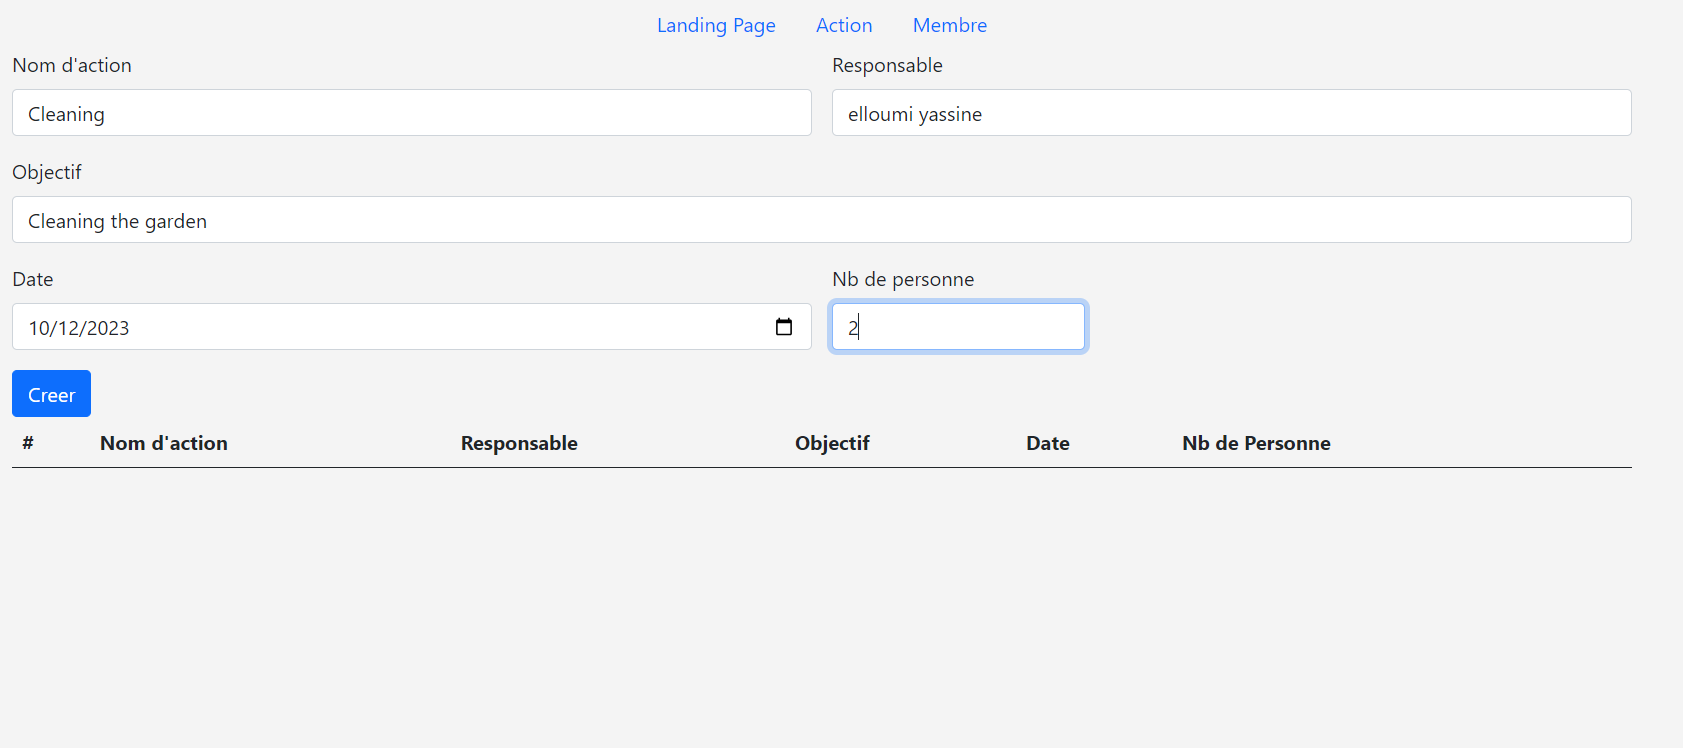 Landing Page Action Membre
Nom d'action Responsable
Cleaning elloumi yassine
Objectif
Cleaning the garden
Date Nb de personne
10/12/2023 2
Creer
# Nom d'action Responsable Objectif Date Nb de Personne